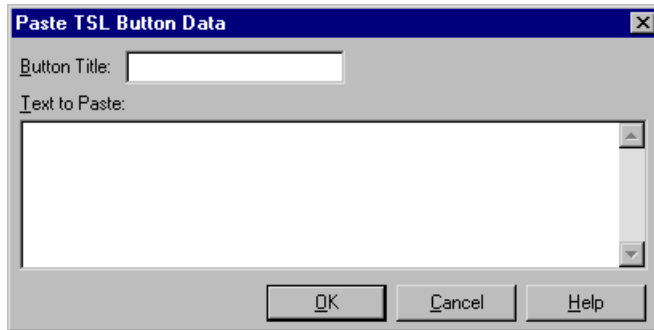 Paste TSL Button Data
Button Title:
Text to Paste:
OK Cancel Help